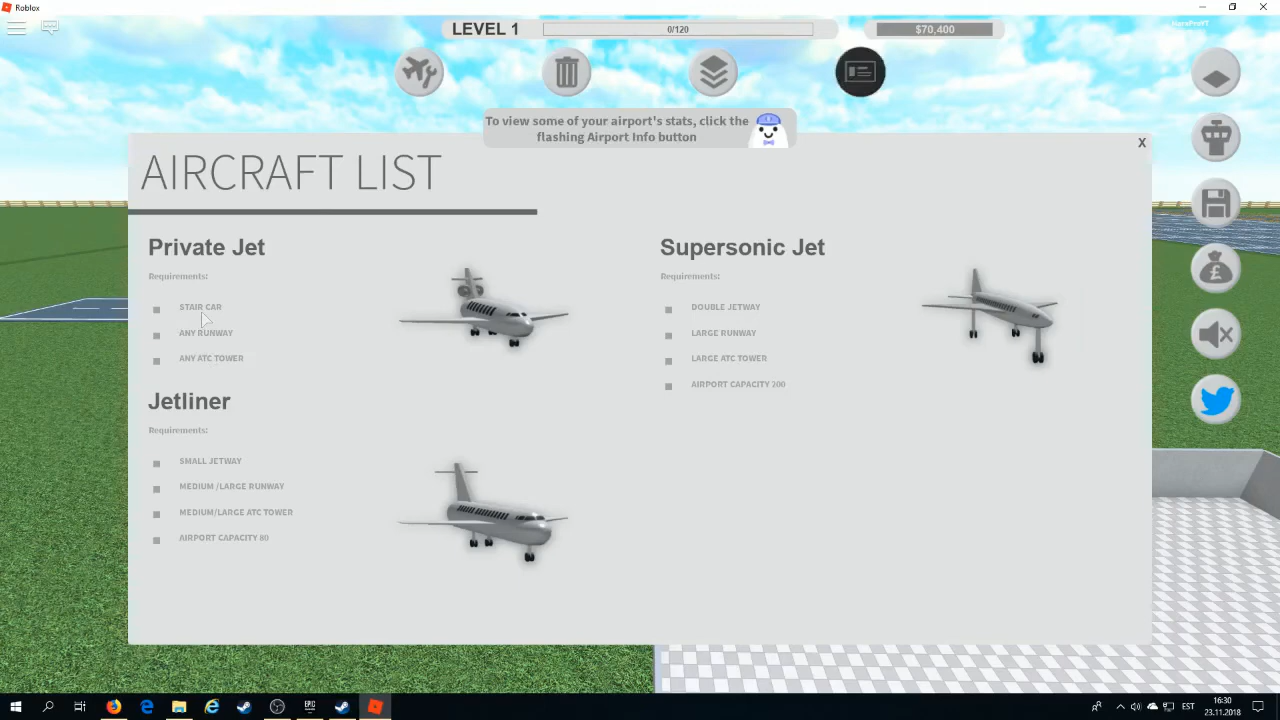 Roblox
LEVEL 1
0/120
$70,400
To view some of your airport's stats, click the
flashing Airport Info button
X
AIRCRAFT LIST
Private Jet
Requirements:
STAIR CAR
ANY RUNWAY
ANY ATC TOWER
Jetliner
Requirements:
SMALL JETWAY
MEDIUM /LARGE RUNWAY
MEDIUM/LARGE ATC TOWER
AIRPORT CAPACITY 80
Supersonic Jet
Requirements:
DOUBLE JETWAY
LARGE RUNWAY
LARGE ATC TOWER
AIRPORT CAPACITY 200
£
EPIC
EST
16:30
23.11.2018